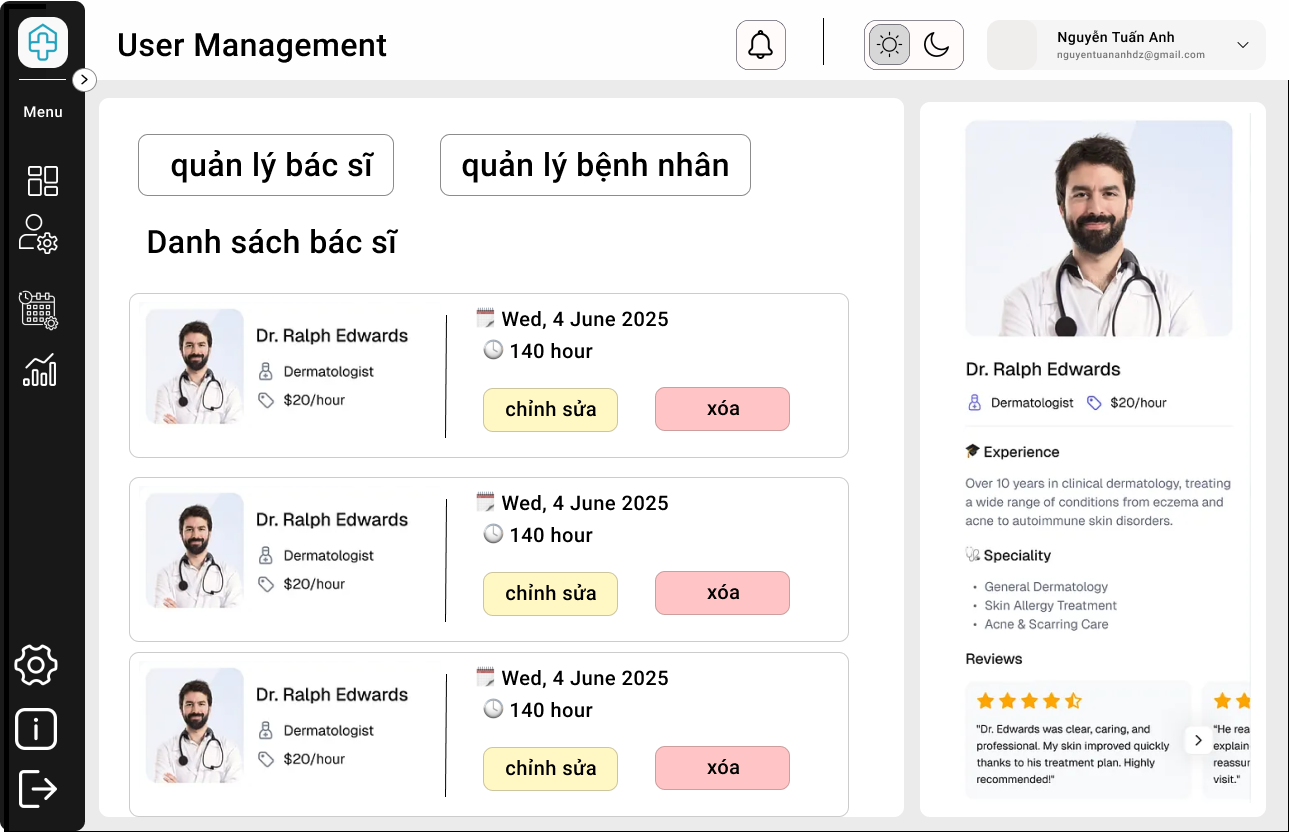 User Management
Nguyễn Tuấn Anh
nguyentuananhdz@gmail.com
Menu
quản lý bác sĩ
quản lý bệnh nhân
Danh sách bác sĩ
Dr. Ralph Edwards
Dermatologist
$20/hour
Wed, 4 June 2025
140 hour
chỉnh sửa
xóa
Dr. Ralph Edwards
Dermatologist
$20/hour
Wed, 4 June 2025
140 hour
chỉnh sửa
xóa
Dr. Ralph Edwards
Dermatologist
$20/hour
Wed, 4 June 2025
140 hour
chỉnh sửa
xóa
Dr. Ralph Edwards
Dermatologist
$20/hour
Experience
Over 10 years in clinical dermatology, treating
a wide range of conditions from eczema and
acne to autoimmune skin disorders.
Speciality
• General Dermatology
• Skin Allergy Treatment
• Acne & Scarring Care
Reviews
"Dr. Edwards was clear, caring, and
professional. My skin improved quickly
thanks to his treatment plan. Highly
recommended!"
"He rea
explain
reassur
visit."